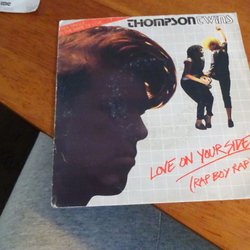 THOMPSON
TWINS
LOVE ON YOUR SIDE
(RAP BOY RAP